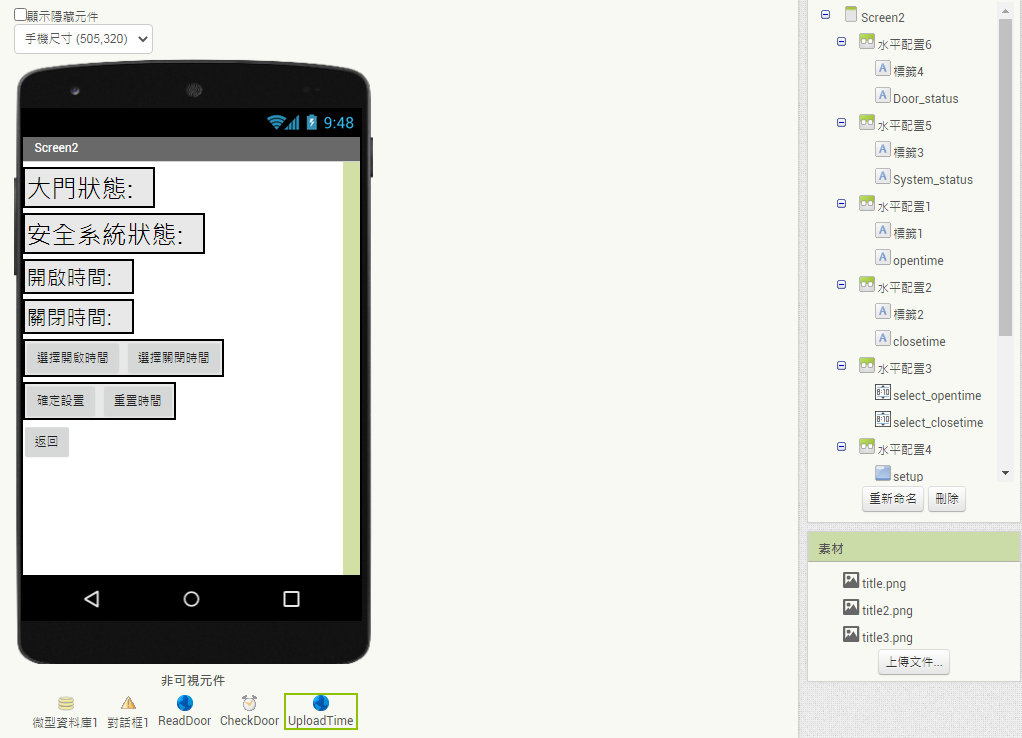 顯示隱藏元件
手機尺寸 (505,320)
9:48
Screen2
大門狀態:
安全系統狀態:
開啟時間:
關閉時間:
選擇開啟時間 選擇關閉時間
確定設置 重置時間
返回
非可視元件
微型資料庫1 對話框1 ReadDoor CheckDoor UploadTime
Screen2
水平配置6
A 標籤4
A Door_status
水平配置5
A 標籤3
A System_status
水平配置1
A 標籤1
A opentime
水平配置2
A 標籤2
A closetime
水平配置3
select_opentime
select_closetime
水平配置4
setup
重新命名 刪除
素材
title.png
title2.png
title3.png
上傳文件...